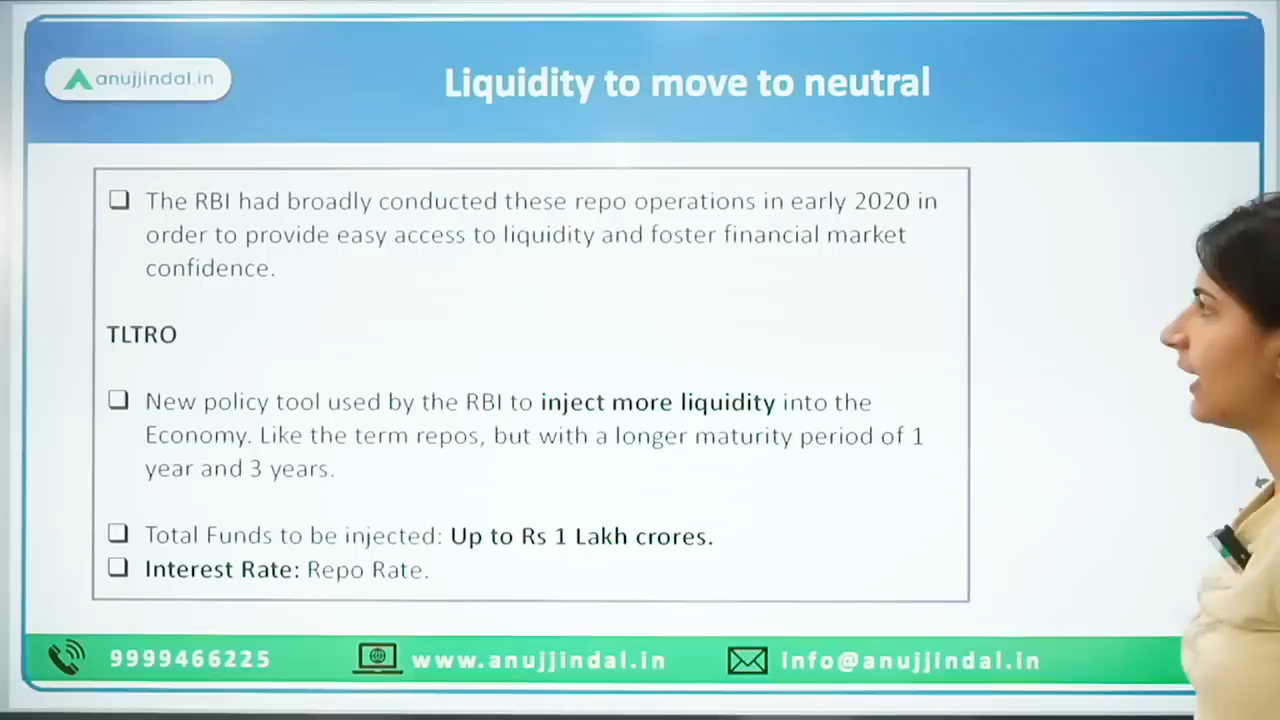 anujjindal.in
Liquidity to move to neutral
The RBI had broadly conducted these repo operations in early 2020 in
order to provide easy access to liquidity and foster financial market
confidence.
TLTRO
New policy tool used by the RBI to inject more liquidity into the
Economy. Like the term repos, but with a longer maturity period of 1
year and 3 years.
Total Funds to be injected: Up to Rs 1 Lakh crores.
Interest Rate: Repo Rate.
9999466225
www.anujjindal.in
info@anujjindal.in